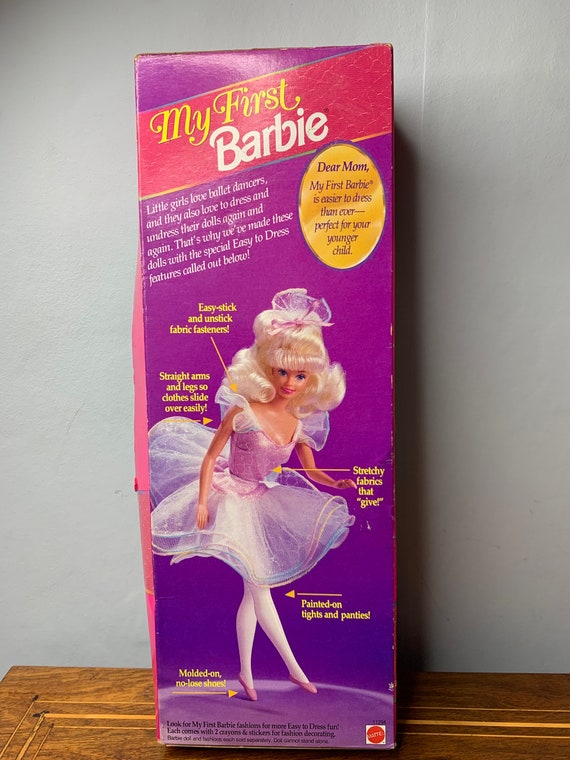 My First
Barbie®
Dear Mom,
My First Barbie®
is easier to dress
than ever—
perfect for your
younger
child.
Little girls love ballet dancers,
and they also love to dress and
undress their dolls again and
again. That's why we've made these
dolls with the special Easy to Dress
features called out below!
Easy-stick
and unstick
fabric fasteners!
Straight arms
and legs so
clothes slide
over easily!
Stretchy
fabrics
that
"give!"
Painted-on
tights and panties!
Molded-on,
no-lose shoes!
Look for My First Barbie fashions for more Easy to Dress fun!
Each comes with 2 crayons & stickers for fashion decorating.
Barbie doll and fashions each sold separately. Doll cannot stand alone.
11294
MATTEL